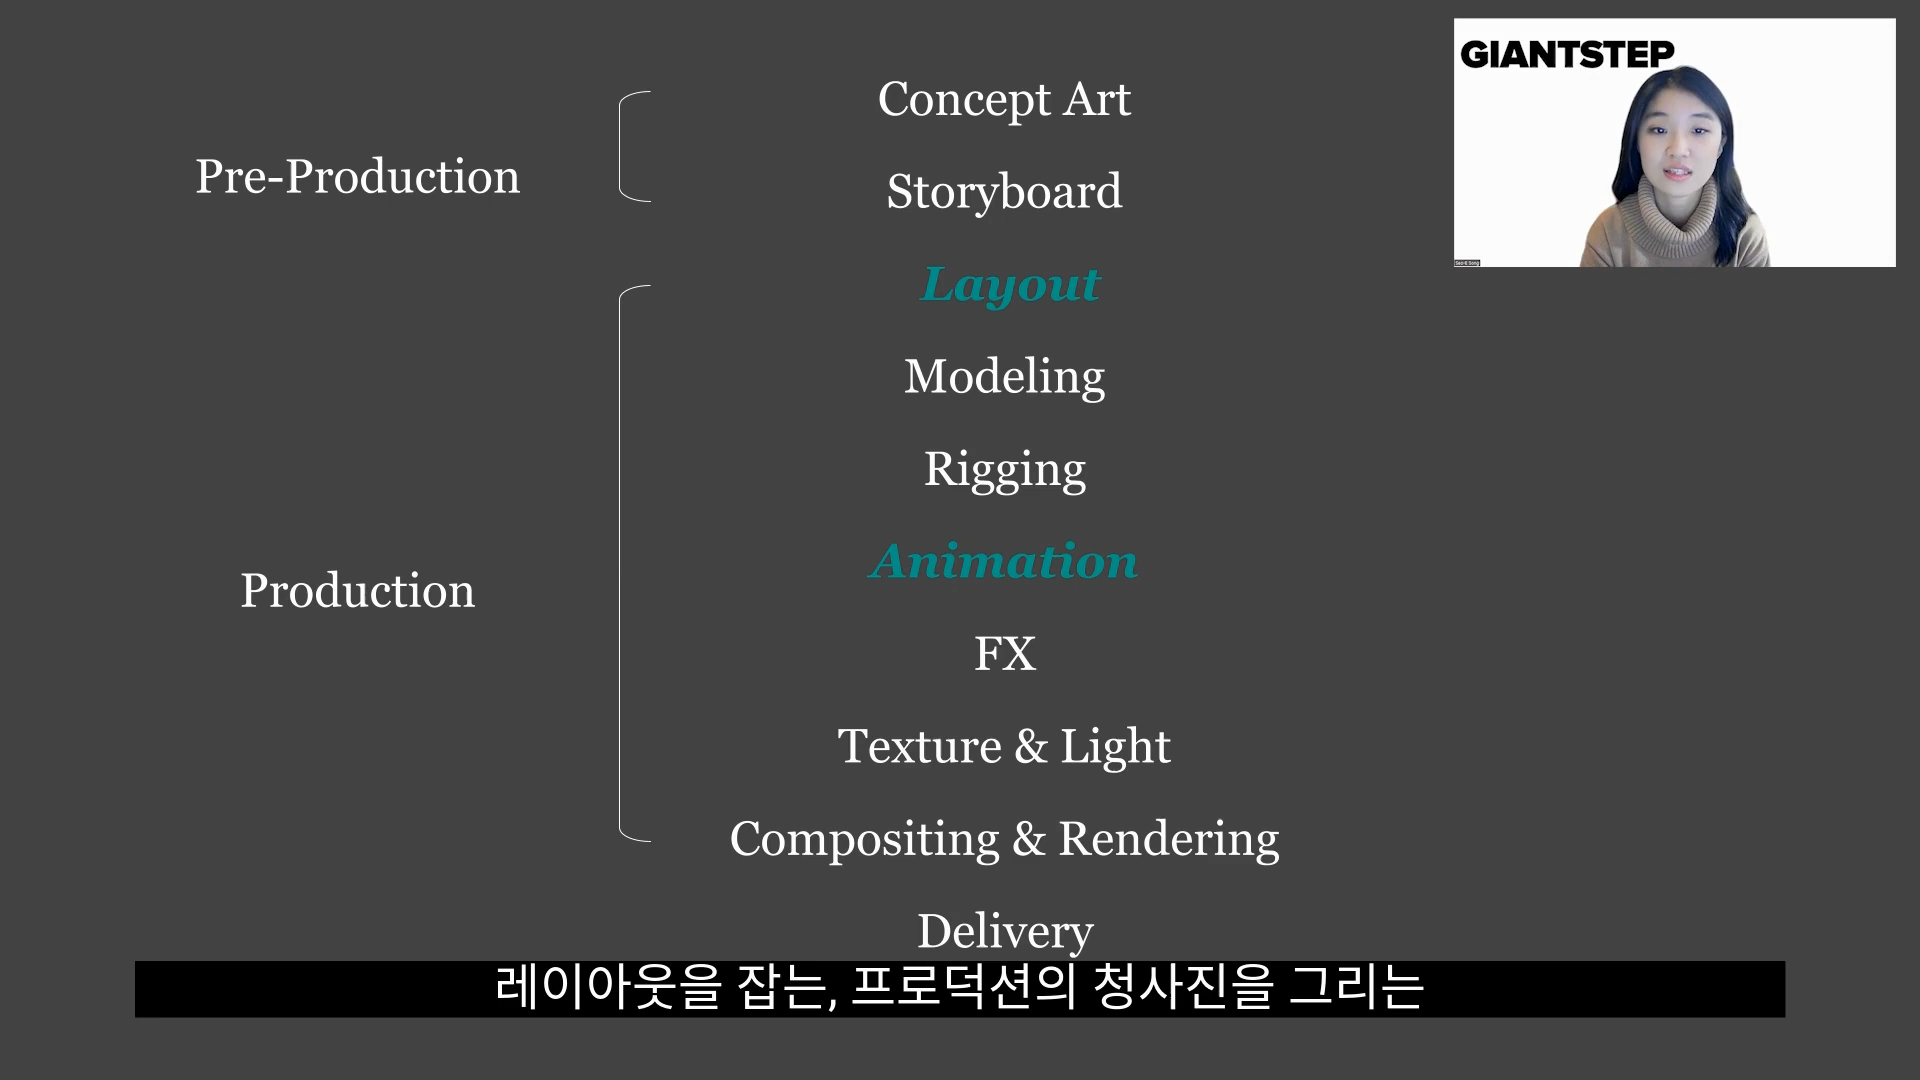 GIANTSTEP
Concept Art
Pre-Production
Storyboard
Layout
Modeling
Rigging
Animation
Production
FX
Texture & Light
Compositing & Rendering
Delivery
레이아웃을 잡는, 프로덕션의 청사진을 그리는